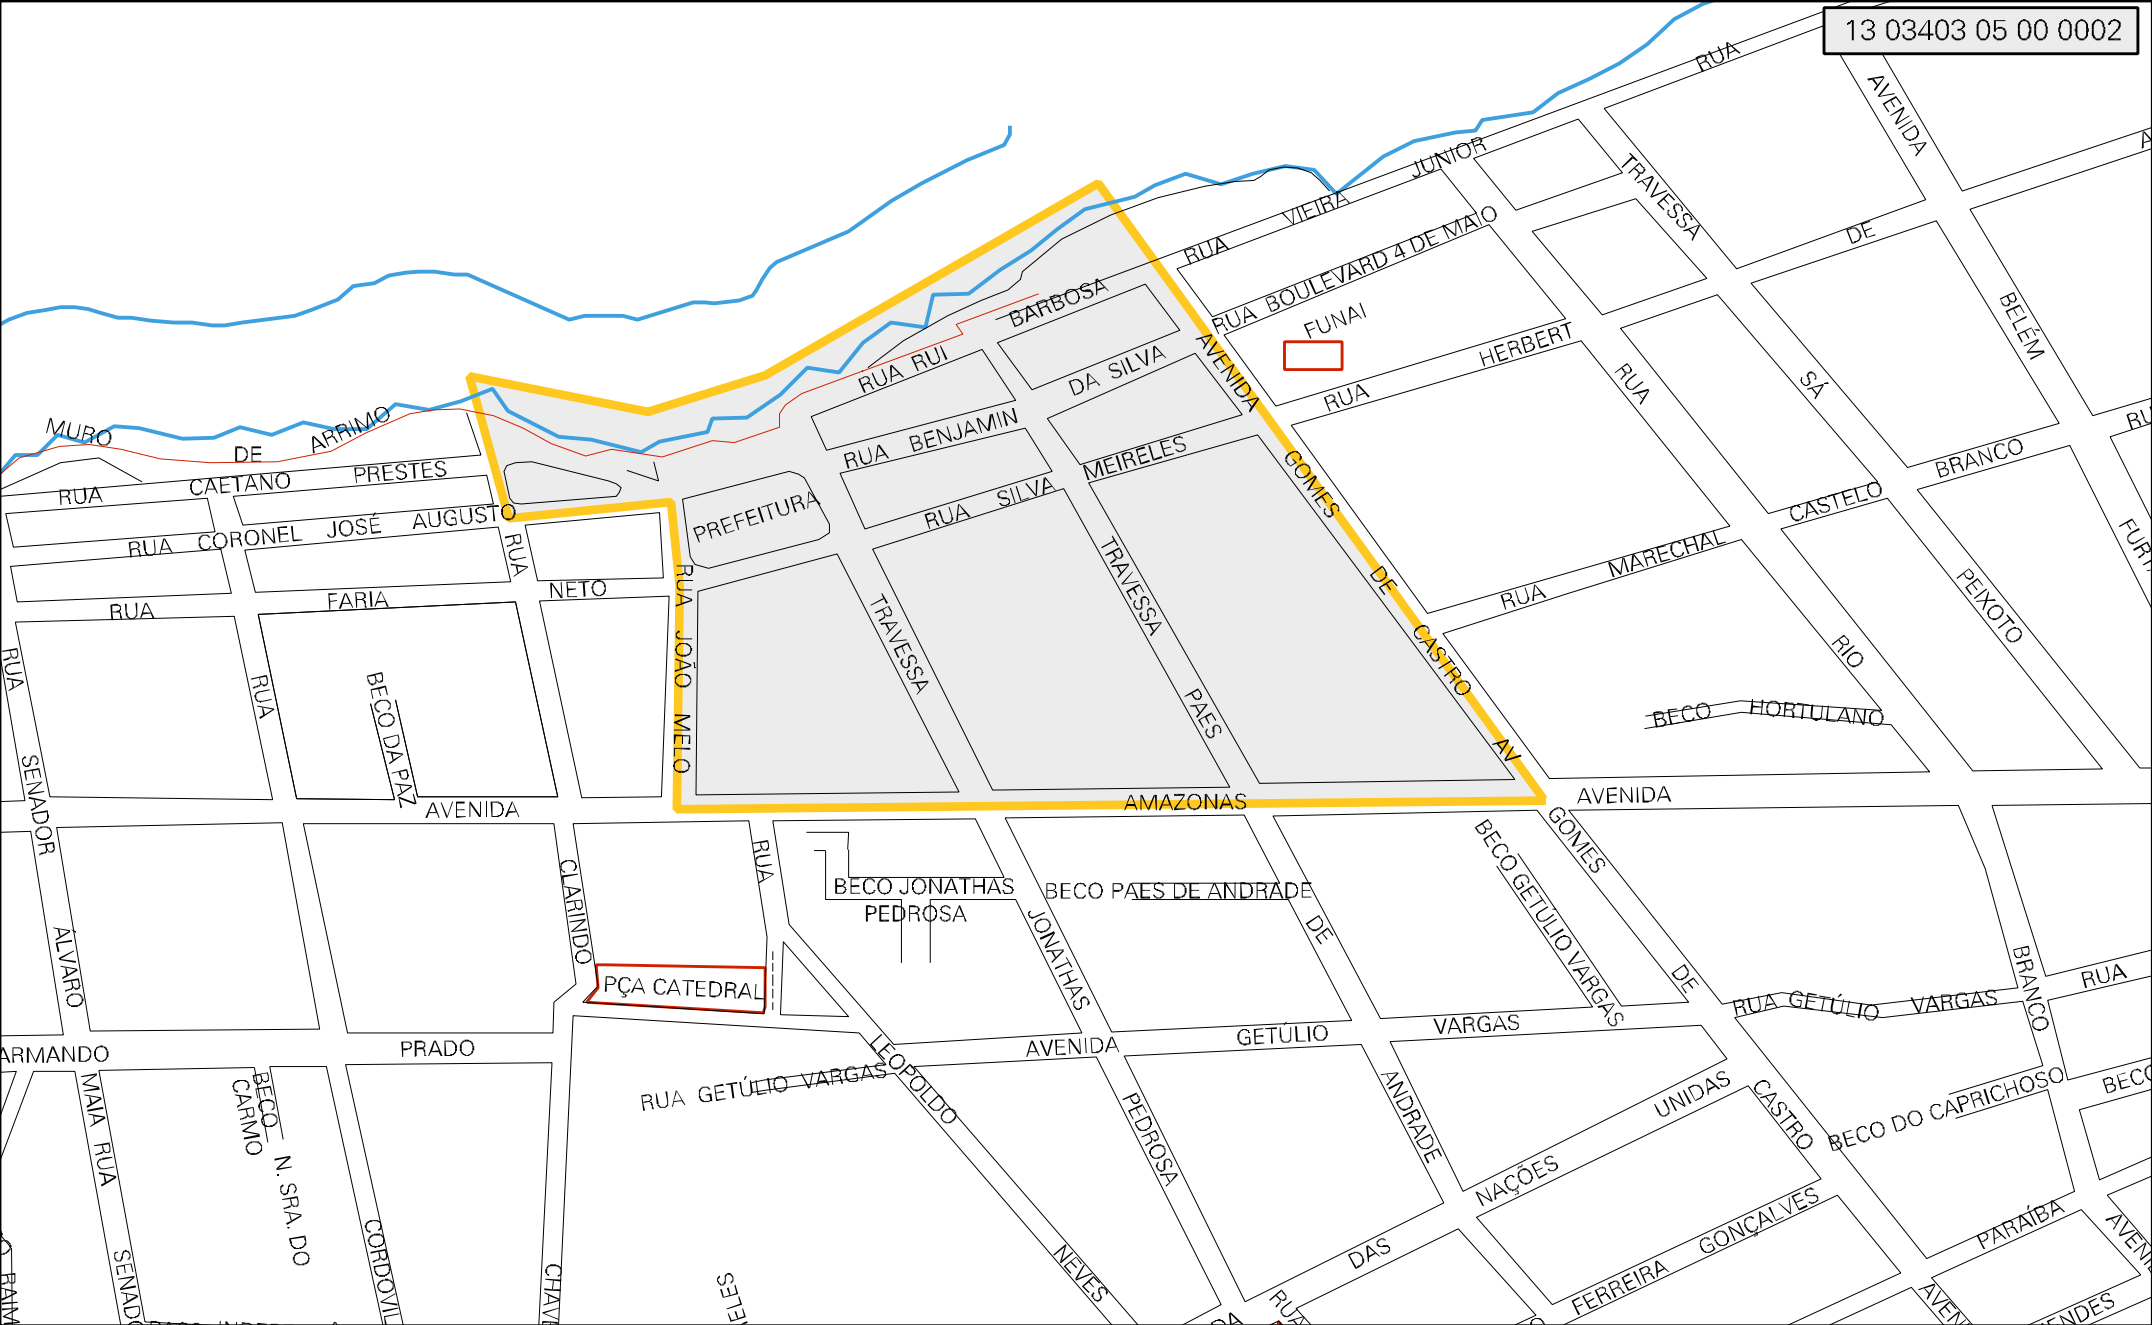 13 03403 05 00 0002
RUA
AVENIDA
JUNIOR
TRAVESSA
VIEIRA
RUA
RUA BOULEVARD 4 DE MAIO
DE
BARBOSA
FUNAI
BELÉM
AVENIDA
HERBERT
RUA RUI
DA SILVA
RUA
SÁ
RUA
MURO
DE
ARRIMO
RUA BENJAMIN
MEIRELES
BRANCO
RUA
CAETANO
PRESTES
GOMES
CASTELO
RUA SILVA
PREFEITURA
RUA CORONEL JOSÉ AUGUSTO
RUA
MARECHAL
RUA
TRAVESSA
DE
PEIXOTO
RUA
FARIA
NETO
RUA
JOÃO
MELO
TRAVESSA
CASTRO
RIO
RUA
RUA
BECO DA PAZ
PAES
BECO HORTULANO
AV
SENADOR
AVENIDA
AMAZONAS
AVENIDA
GOMES
RUA
CLARINDO
BECO JONATHAS
PEDROSA
BECO PAES DE ANDRADE
BECO GETÚLIO VARGAS
ÁLVARO
PÇA CATEDRAL
JONATHAS
DE
DE
BRANCO
RUA
RUA GETÚLIO VARGAS
ARMANDO
PRADO
AVENIDA
GETÚLIO
VARGAS
LEOPOLDO
RUA GETÚLIO VARGAS
MAIA
RUA
BECO
N. SRA. DO
CARMO
PEDROSA
ANDRADE
UNIDAS
CASTRO
BECO DO CAPRICHOSO
NAÇÕES
GONÇALVES
PARAÍBA
CORDOVIL
NEVES
DAS
FERREIRA
RUA